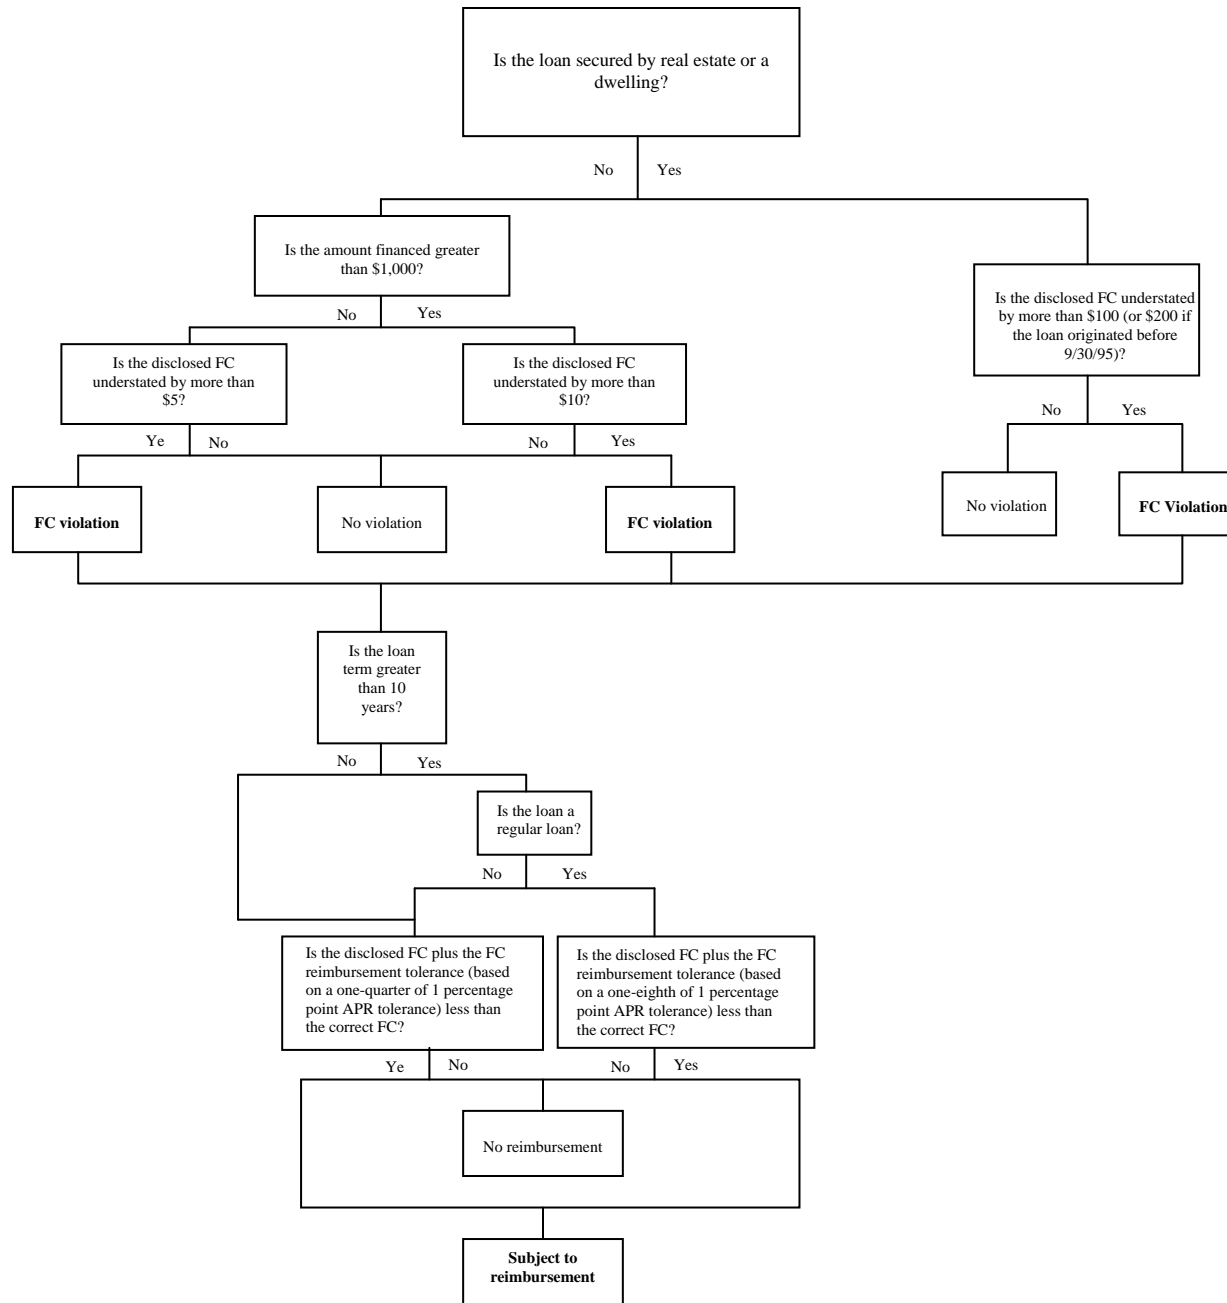 Is the loan secured by real estate or a
dwelling?
No
Yes
Is the amount financed greater
than $1,000?
Is the disclosed FC understated
by more than $100 (or $200 if
the loan originated before
9/30/95)?
No
Yes
Is the disclosed FC
understated by more than
$5?
Is the disclosed FC
understated by more than
$10?
No
Yes
Ye
No
No
Yes
FC violation
No violation
FC violation
No violation
FC Violation
Is the loan
term greater
than 10
years?
No
Yes
Is the loan a
regular loan?
No
Yes
Is the disclosed FC plus the FC
reimbursement tolerance (based
on a one-quarter of 1 percentage
point APR tolerance) less than
the correct FC?
Is the disclosed FC plus the FC
reimbursement tolerance (based
on a one-eighth of 1 percentage
point APR tolerance) less than
the correct FC?
Ye
No
No
Yes
No reimbursement
Subject to
reimbursement